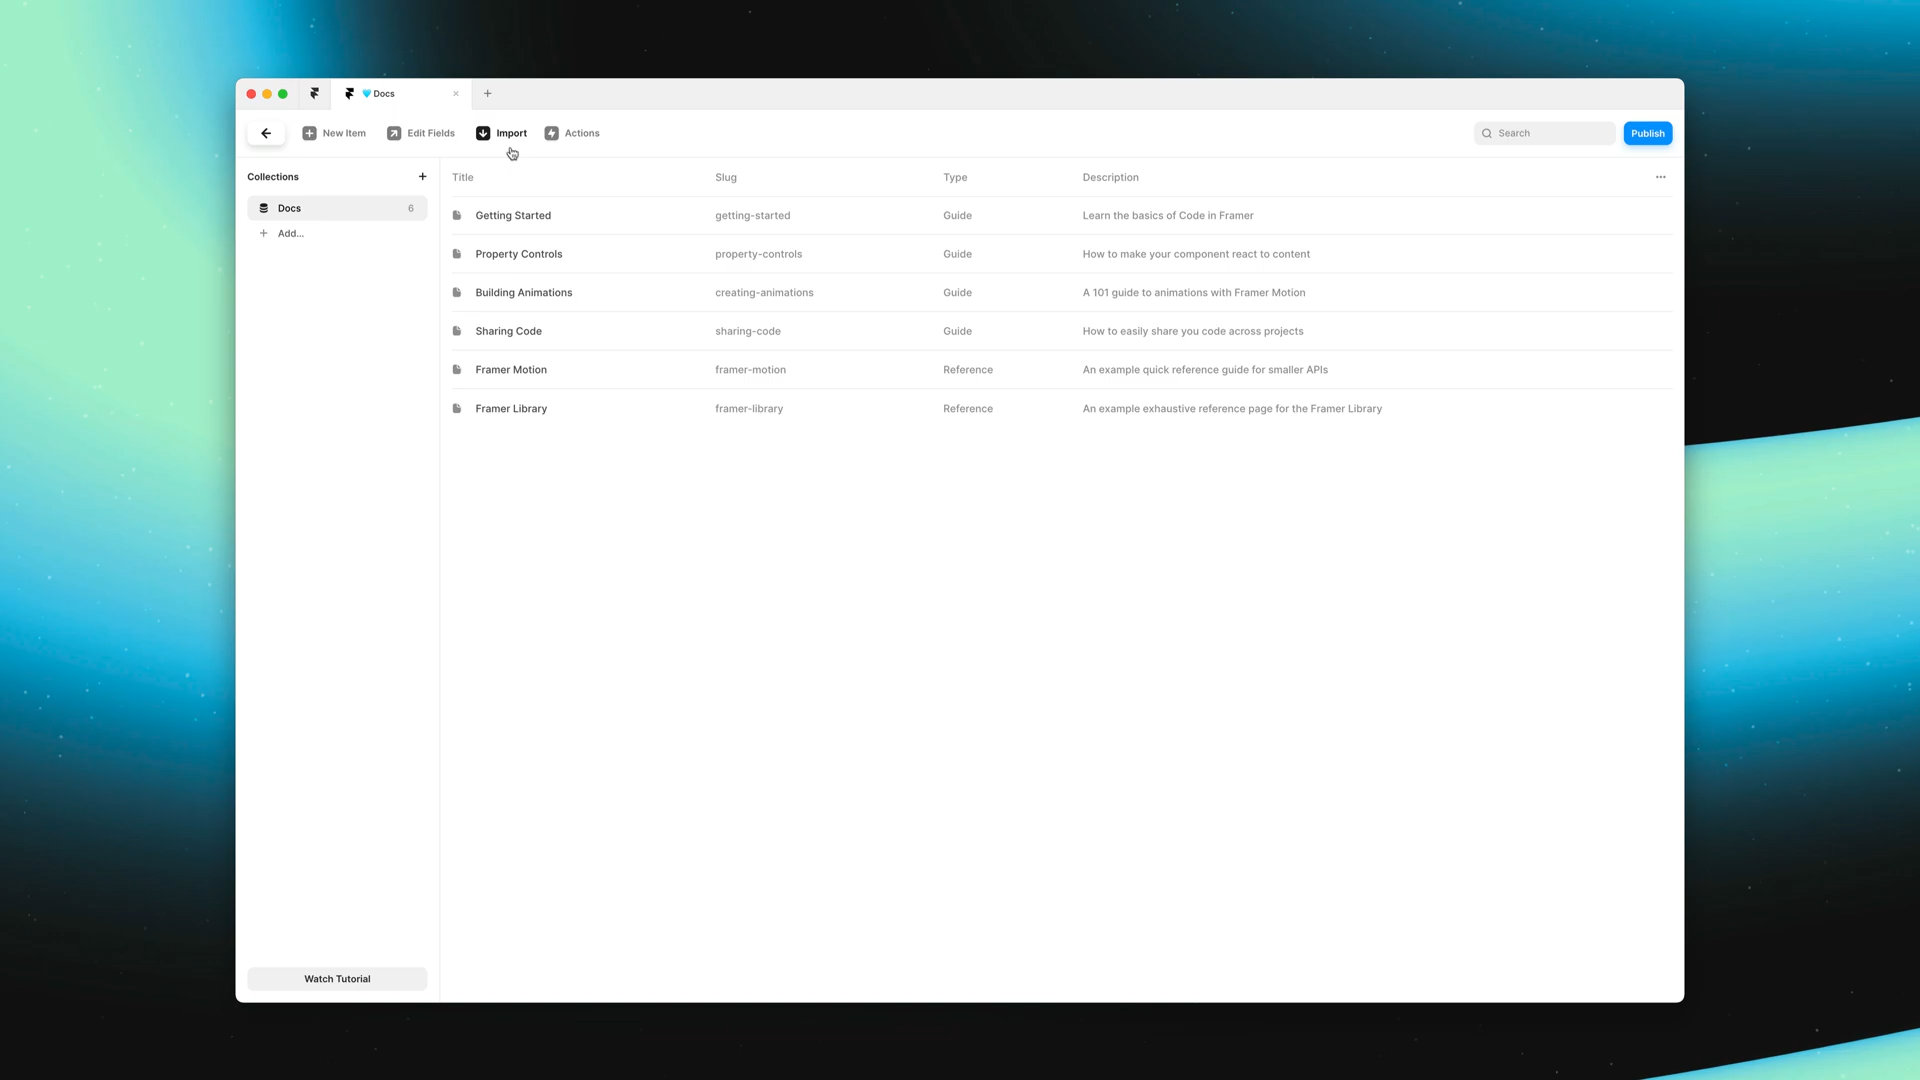 Docs
New Item Edit Fields Import Actions Search Publish
Collections
Docs 6
Add...
Title Slug Type Description
Getting Started getting-started Guide Learn the basics of Code in Framer
Property Controls property-controls Guide How to make your component react to content
Building Animations creating-animations Guide A 101 guide to animations with Framer Motion
Sharing Code sharing-code Guide How to easily share you code across projects
Framer Motion framer-motion Reference An example quick reference guide for smaller APIs
Framer Library framer-library Reference An example exhaustive reference page for the Framer Library
Watch Tutorial